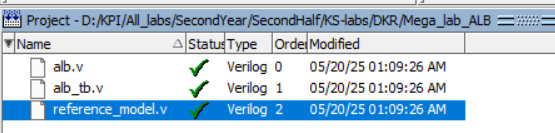 Project - D:/KPI/All_labs/SecondYear/SecondHalf/KS-labs/DKR/Mega_lab_ALB
Name Status Type Order Modified
alb.v Verilog 0 05/20/25 01:09:26 AM
alb_tb.v Verilog 1 05/20/25 01:09:26 AM
reference_model.v Verilog 2 05/20/25 01:09:26 AM